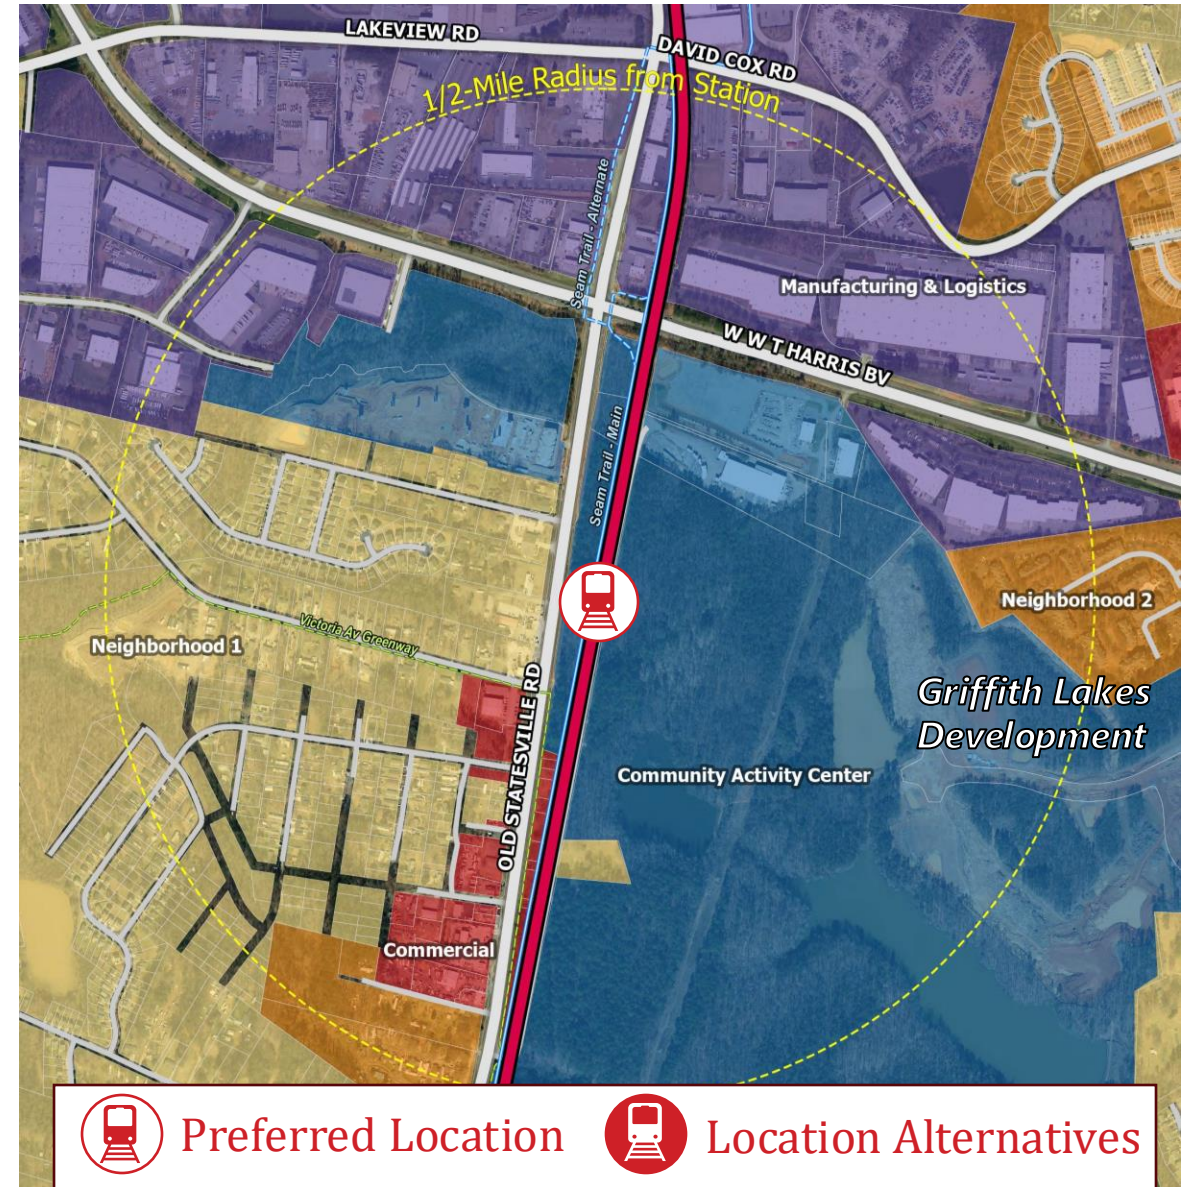 LAKEVIEW RD
DAVID COX RD
1/2-Mile Radius from Station
Seam Trail - Alternate
Manufacturing & Logistics
W W T HARRIS BV
Seam Trail - Main
Neighborhood 2
Victoria Av Greenway
Neighborhood 1
Griffith Lakes
Development
OLD STATESVILLE RD
Community Activity Center
Commercial
Preferred Location
Location Alternatives